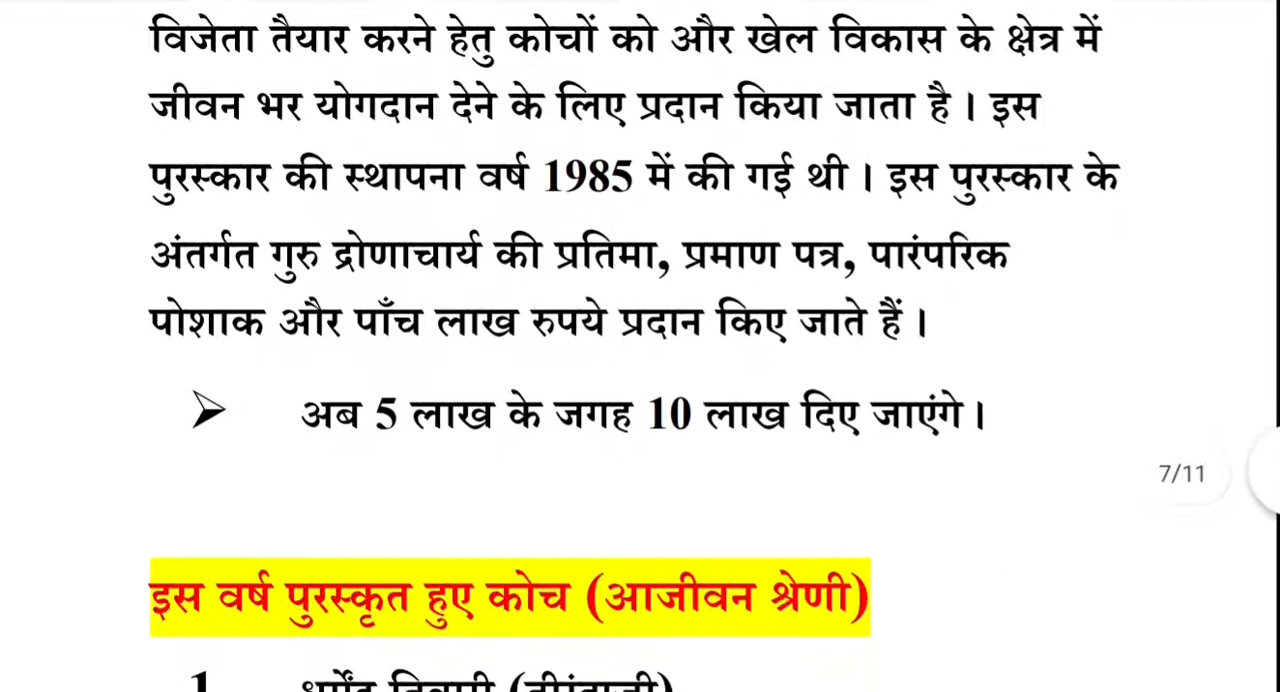 विजेता तैयार करने हेतु कोचों को और खेल विकास के क्षेत्र में
जीवन भर योगदान देने के लिए प्रदान किया जाता है। इस
पुरस्कार की स्थापना वर्ष 1985 में की गई थी। इस पुरस्कार के
अंतर्गत गुरु द्रोणाचार्य की प्रतिमा, प्रमाण पत्र, पारंपरिक
पोशाक और पाँच लाख रुपये प्रदान किए जाते हैं।
➢ अब 5 लाख के जगह 10 लाख दिए जाएंगे।
7/11
इस वर्ष पुरस्कृत हुए कोच (आजीवन श्रेणी)
1